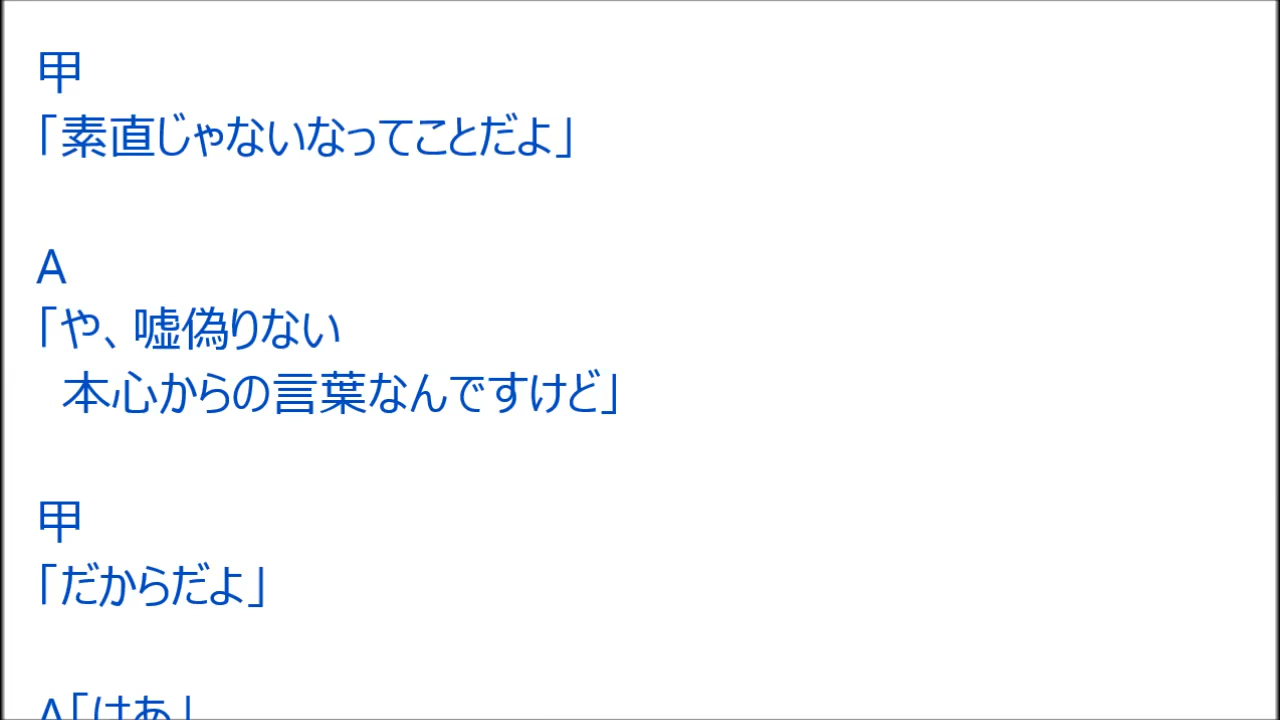 甲
「素直じゃないなってことだよ」
A
「や、嘘偽りない
本心からの言葉なんですけど」
甲
「だからだよ」
A「はあ」